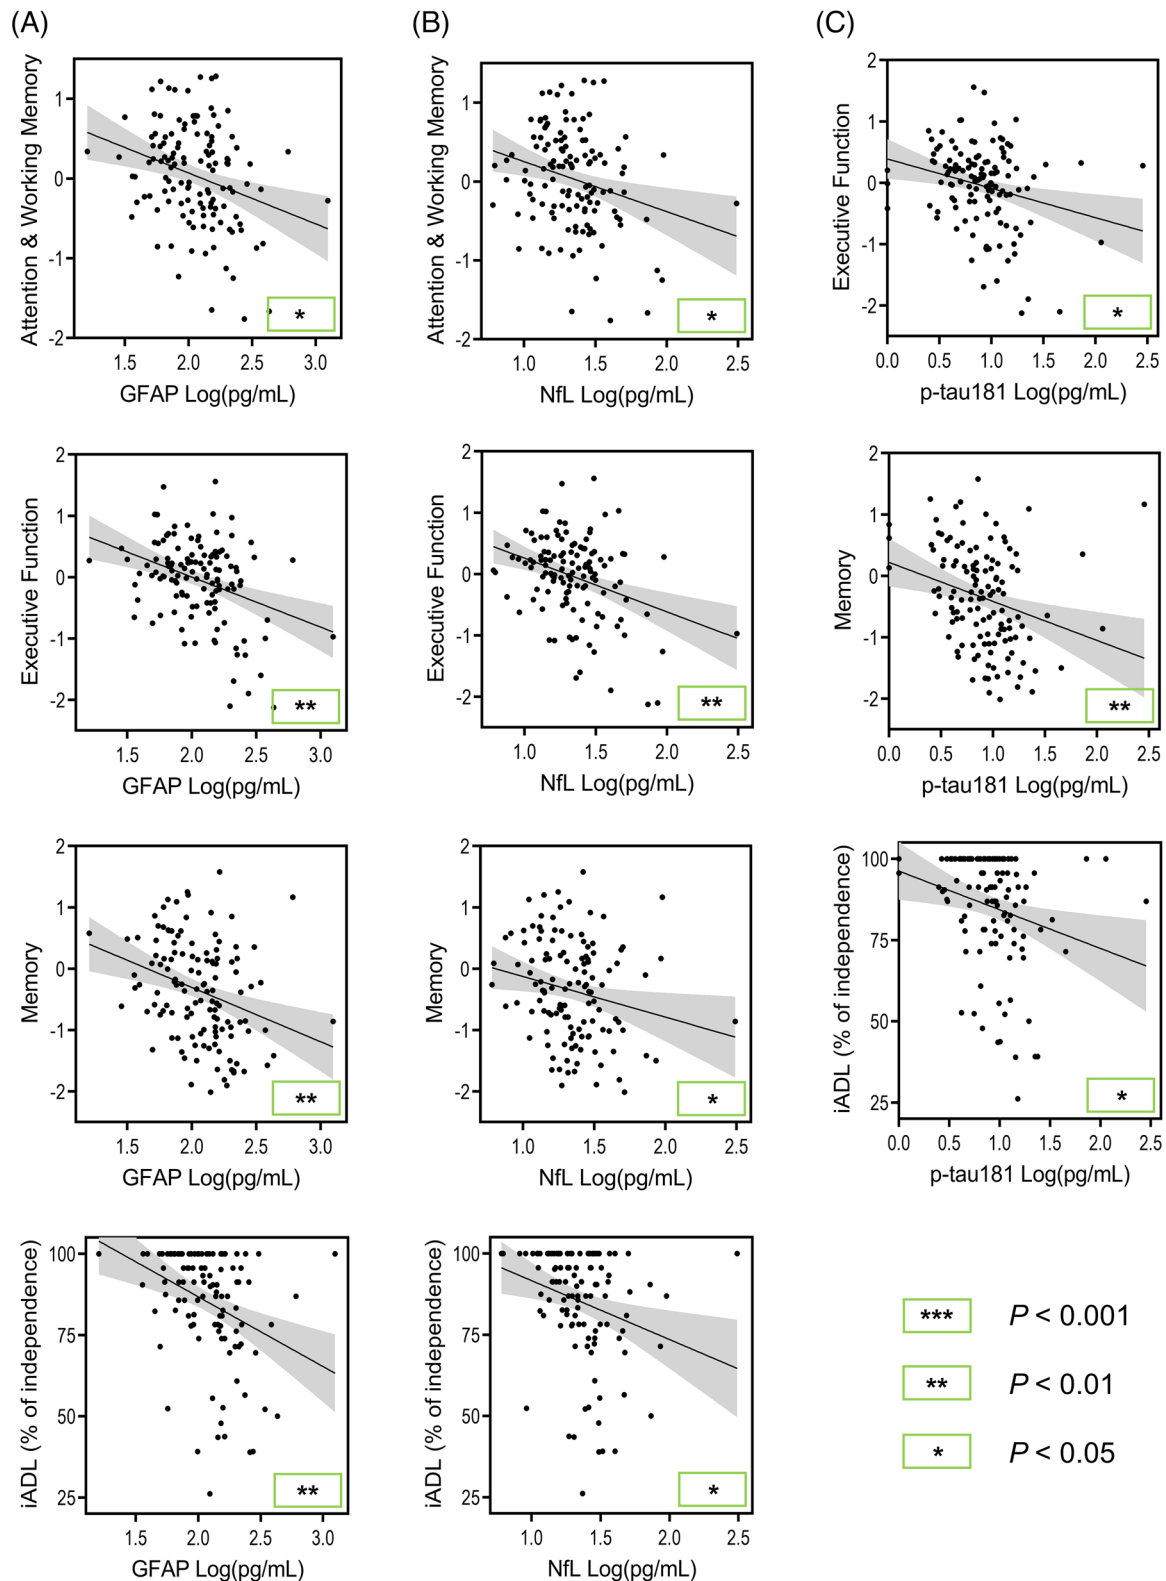 (A)
(B)
(C)
Attention & Working Memory
1
0
-1
-2
1.5 2.0 2.5 3.0
GFAP Log(pg/mL)
*
Attention & Working Memory
1
0
-1
-2
1.0 1.5 2.0 2.5
NfL Log(pg/mL)
*
Executive Function
2
1
0
-1
-2
0.0 0.5 1.0 1.5 2.0 2.5
p-tau181 Log(pg/mL)
*
Executive Function
2
1
0
-1
-2
1.5 2.0 2.5 3.0
GFAP Log(pg/mL)
**
Executive Function
2
1
0
-1
-2
1.0 1.5 2.0 2.5
NfL Log(pg/mL)
**
Memory
2
1
0
-1
-2
0.0 0.5 1.0 1.5 2.0 2.5
p-tau181 Log(pg/mL)
**
Memory
2
1
0
-1
-2
1.5 2.0 2.5 3.0
GFAP Log(pg/mL)
**
Memory
2
1
0
-1
-2
1.0 1.5 2.0 2.5
NfL Log(pg/mL)
*
iADL (% of independence)
100
75
50
25
0.0 0.5 1.0 1.5 2.0 2.5
p-tau181 Log(pg/mL)
*
iADL (% of independence)
100
75
50
25
1.5 2.0 2.5 3.0
GFAP Log(pg/mL)
**
iADL (% of independence)
100
75
50
25
1.0 1.5 2.0 2.5
NfL Log(pg/mL)
*
*** P < 0.001
** P < 0.01
* P < 0.05